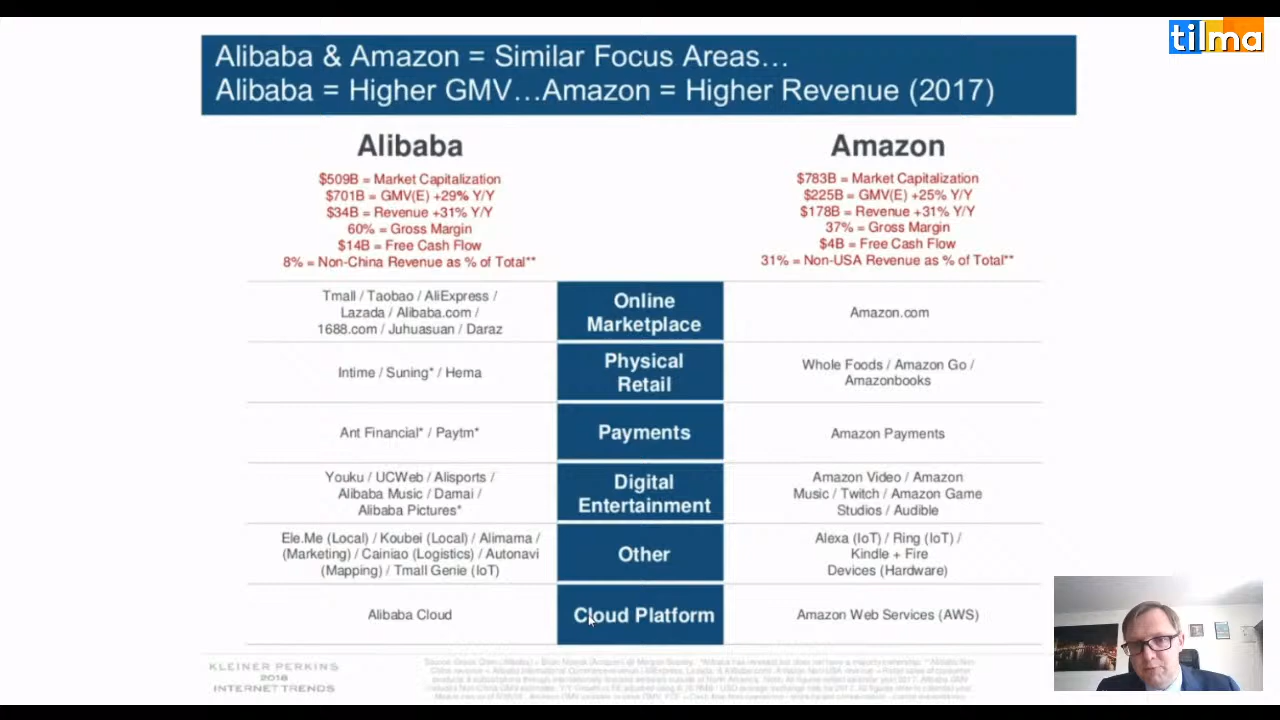 tilma
Alibaba & Amazon = Similar Focus Areas…
Alibaba = Higher GMV…Amazon = Higher Revenue (2017)
Alibaba
$509B = Market Capitalization
$701B = GMV(E) +29% Y/Y
$34B = Revenue +31% Y/Y
60% = Gross Margin
$14B = Free Cash Flow
8% = Non-China Revenue as % of Total**
Amazon
$783B = Market Capitalization
$225B = GMV(E) +25% Y/Y
$178B = Revenue +31% Y/Y
37% = Gross Margin
$4B = Free Cash Flow
31% = Non-USA Revenue as % of Total**
Tmall / Taobao / AliExpress /
Lazada / Alibaba.com /
1688.com / Juhuasuan / Daraz
Online
Marketplace
Amazon.com
Intime / Suning* / Hema
Physical
Retail
Whole Foods / Amazon Go /
Amazonbooks
Ant Financial* / Paytm*
Payments
Amazon Payments
Youku / UCWeb / Alisports /
Alibaba Music / Damai /
Alibaba Pictures*
Digital
Entertainment
Amazon Video / Amazon
Music / Twitch / Amazon Game
Studios / Audible
Ele.Me (Local) / Koubei (Local) / Alimama /
(Marketing) / Cainiao (Logistics) / Autonavi
(Mapping) / Tmall Genie (IoT)
Other
Alexa (IoT) / Ring (IoT) /
Kindle + Fire
Devices (Hardware)
Alibaba Cloud
Cloud Platform
Amazon Web Services (AWS)
KLEINER PERKINS
2018
INTERNET TRENDS